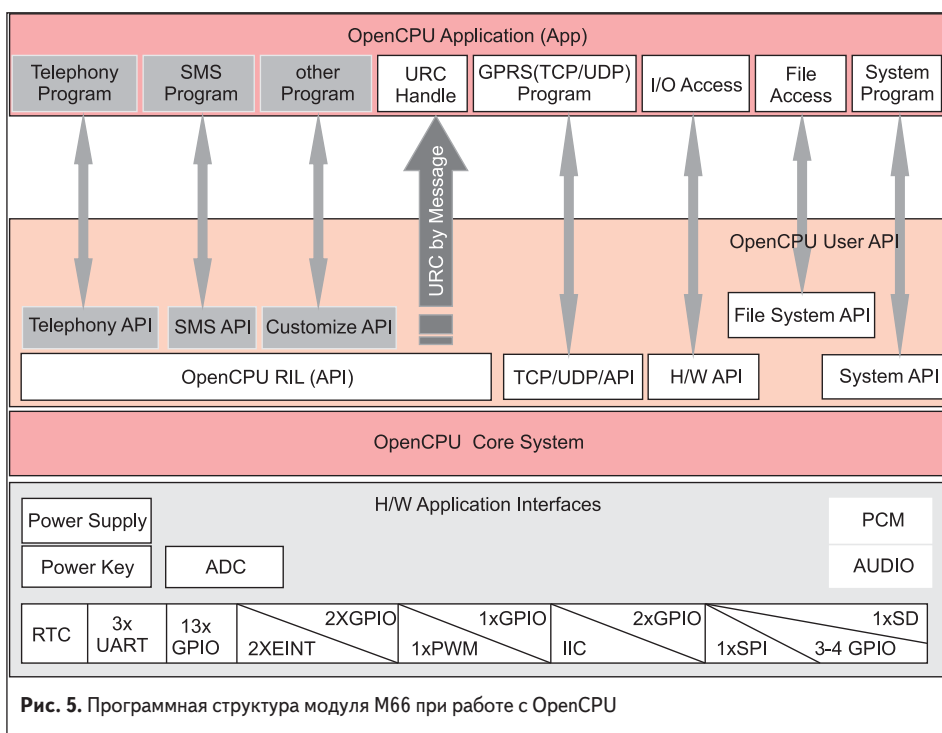 OpenCPU Application (App)
Telephony
Program
SMS
Program
other
Program
URC
Handle
GPRS(TCP/UDP)
Program
I/O Access
File
Access
System
Program
URC by Message
OpenCPU User API
Telephony API
SMS API
Customize API
File System API
OpenCPU RIL (API)
TCP/UDP/API
H/W API
System API
OpenCPU Core System
H/W Application Interfaces
Power Supply
PCM
Power Key
ADC
AUDIO
RTC
3x
UART
13x
GPIO
2XGPIO
2XEINT
1xGPIO
1xPWM
2xGPIO
IIC
1xSD
1xSPI
3-4 GPIO
Рис. 5. Программная структура модуля M66 при работе с OpenCPU